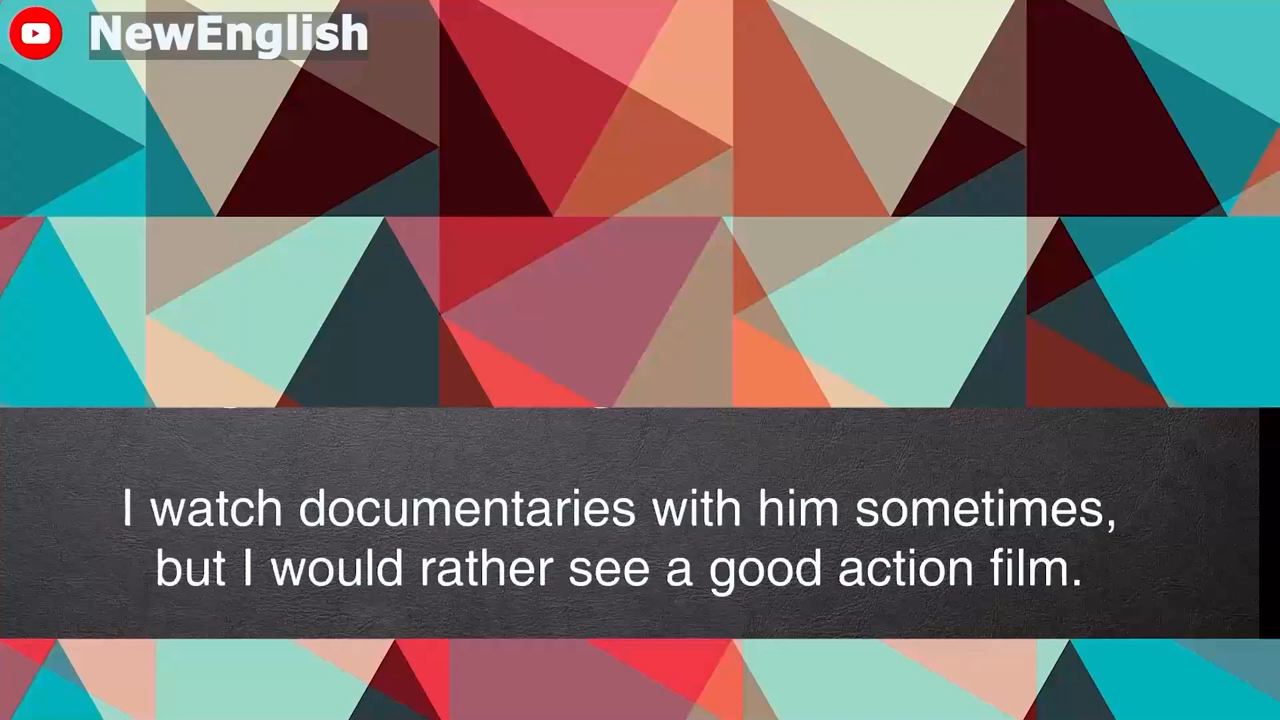 NewEnglish
I watch documentaries with him sometimes,
but I would rather see a good action film.